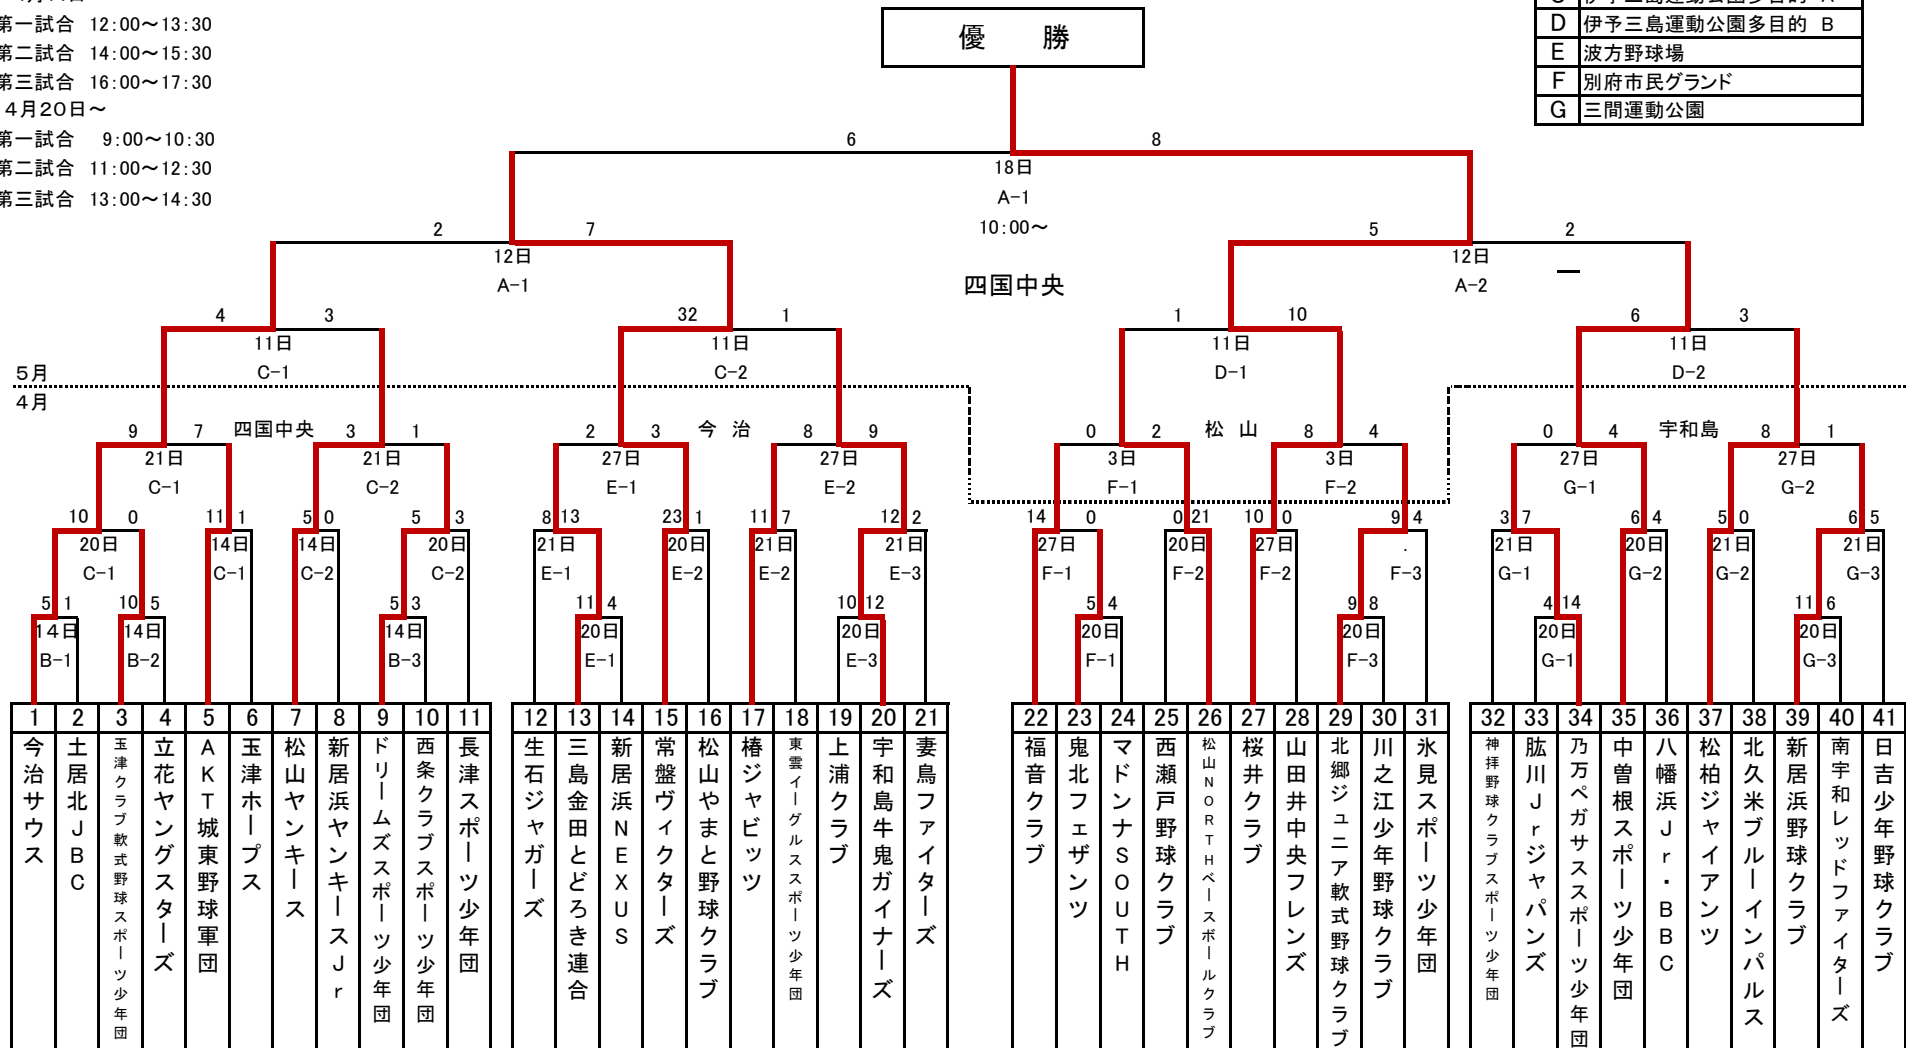 第一試合 12:00～13:30
第二試合 14:00～15:30
第三試合 16:00～17:30
4月20日～
第一試合 9:00～10:30
第二試合 11:00～12:30
第三試合 13:00～14:30
優 勝
伊予三島運動公園多目的 A
D 伊予三島運動公園多目的 B
E 波方野球場
F 別府市民グランド
G 三間運動公園
6 8
18日
A-1
10:00～
2 7 5 2
12日 12日
A-1 A-2
四国中央
4 3 32 1 1 10 6 3
11日 11日 11日 11日
C-1 C-2 D-1 D-2
5月
4月
四国中央 今治 松山 宇和島
9 7 3 1 2 3 8 9 0 2 8 4 0 4 8 1
21日 21日 27日 27日 3日 3日 27日 27日
C-1 C-2 E-1 E-2 F-1 F-2 G-1 G-2
10 0 11 1 5 0 5 3 8 13 23 1 11 7 12 2 14 0 0 21 10 0 9 4 3 7 6 4 5 0 6 5
20日 14日 14日 20日 21日 20日 21日 21日 27日 20日 27日 . 21日 20日 21日 21日
C-1 C-1 C-2 C-2 E-1 E-2 E-2 E-3 F-1 F-2 F-2 F-3 G-1 G-2 G-2 G-3
5 1 10 5 5 3 11 4 10 12 5 4 9 8 4 14 11 6
14日 14日 14日 20日 20日 20日 20日 20日 20日
B-1 B-2 B-3 E-1 E-3 F-1 F-3 G-1 G-3
1 今治サウス
2 土居北JBC
3 玉津クラブ軟式野球スポーツ少年団
4 立花ヤングスターズ
5 AKT城東野球軍団
6 玉津ホープス
7 松山ヤンキース
8 新居浜ヤンキースJr
9 ドリームズスポーツ少年団
10 西条クラブスポーツ少年団
11 長津スポーツ少年団
12 生石ジャガーズ
13 三島金田とどろき連合
14 新居浜NEXUS
15 常盤ヴィクターズ
16 松山やまと野球クラブ
17 椿ジャビッツ
18 東雲イーグルススポーツ少年団
19 上浦クラブ
20 宇和島牛鬼ガイナーズ
21 妻鳥ファイターズ
22 福音クラブ
23 鬼北フェザンツ
24 マドンナSOUTH
25 西瀬戸野球クラブ
26 松山NORTHベースボールクラブ
27 桜井クラブ
28 山田井中央フレンズ
29 北郷ジュニア軟式野球クラブ
30 川之江少年野球クラブ
31 氷見スポーツ少年団
32 神拝野球クラブスポーツ少年団
33 肱川Jrジャパンズ
34 乃万ペガサススポーツ少年団
35 中曽根スポーツ少年団
36 八幡浜Jr・BBC
37 松柏ジャイアンツ
38 北久米ブルーインパルス
39 新居浜野球クラブ
40 南宇和レッドファイターズ
41 日吉少年野球クラブ